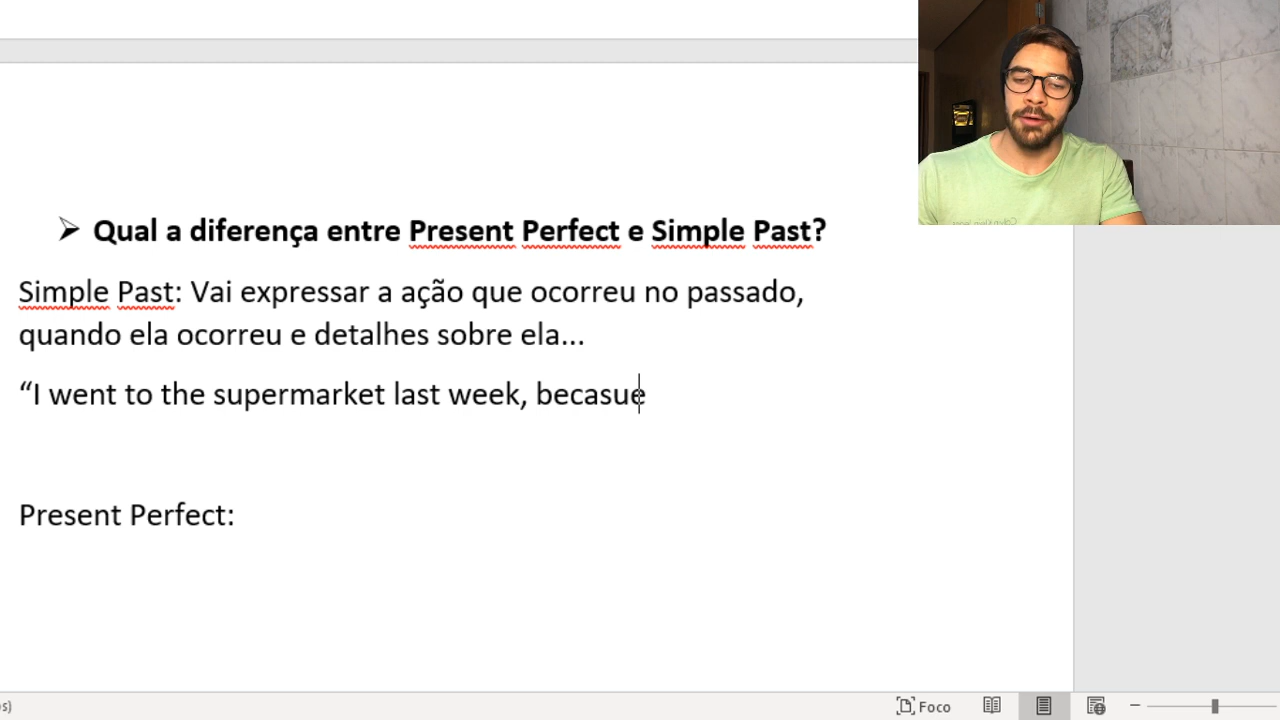 Qual a diferença entre Present Perfect e Simple Past?
Simple Past: Vai expressar a ação que ocorreu no passado,
quando ela ocorreu e detalhes sobre ela...
“I went to the supermarket last week, becasue
Present Perfect:
Foco